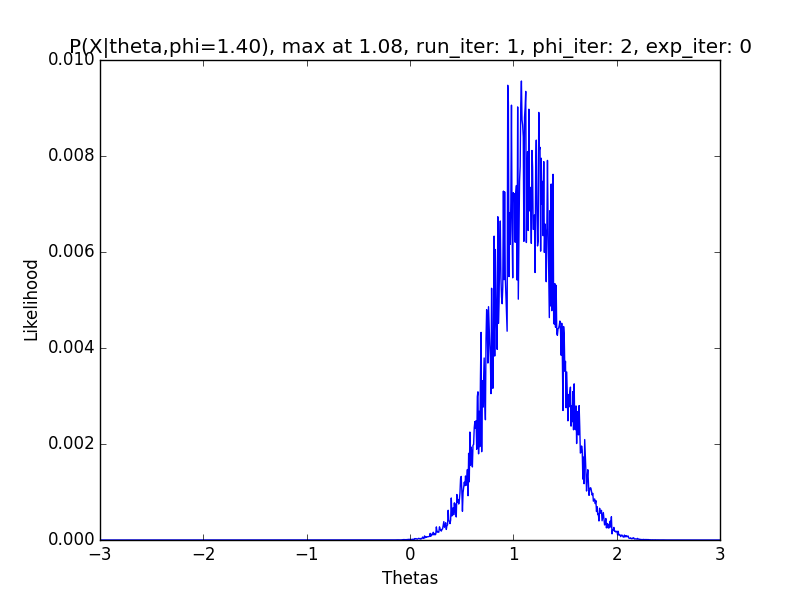 P(X|theta,phi=1.40), max at 1.08, run_iter: 1, phi_iter: 2, exp_iter: 0
0.010
0.008
0.006
0.004
0.002
0.000
Likelihood
−3 −2 −1 0 1 2 3
Thetas